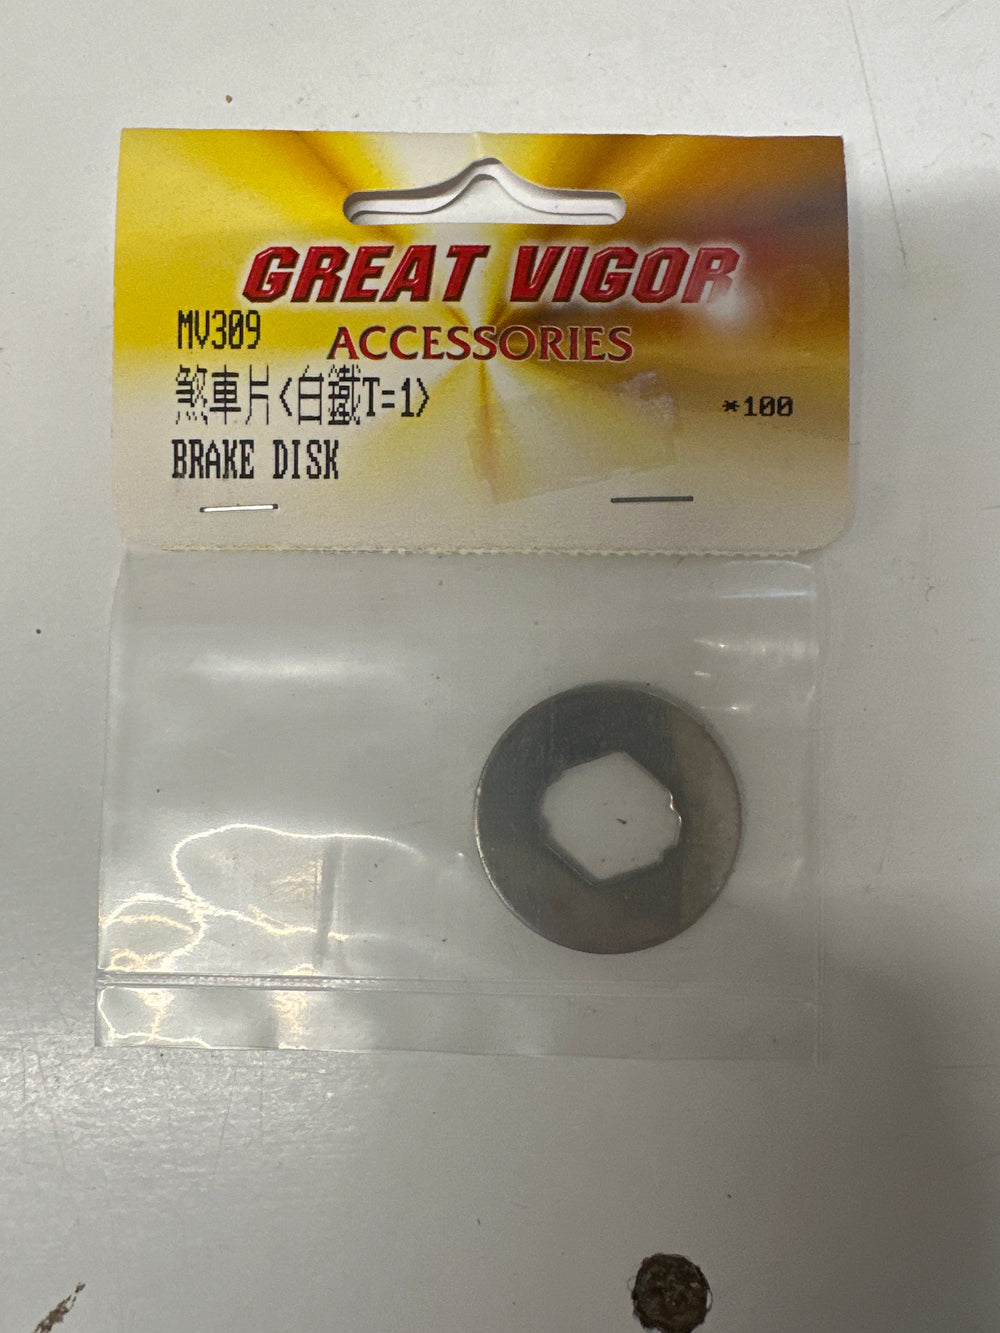 GREAT VIGOR
MV309
ACCESSORIES
煞車片<白鐵T=1>
*100
BRAKE DISK